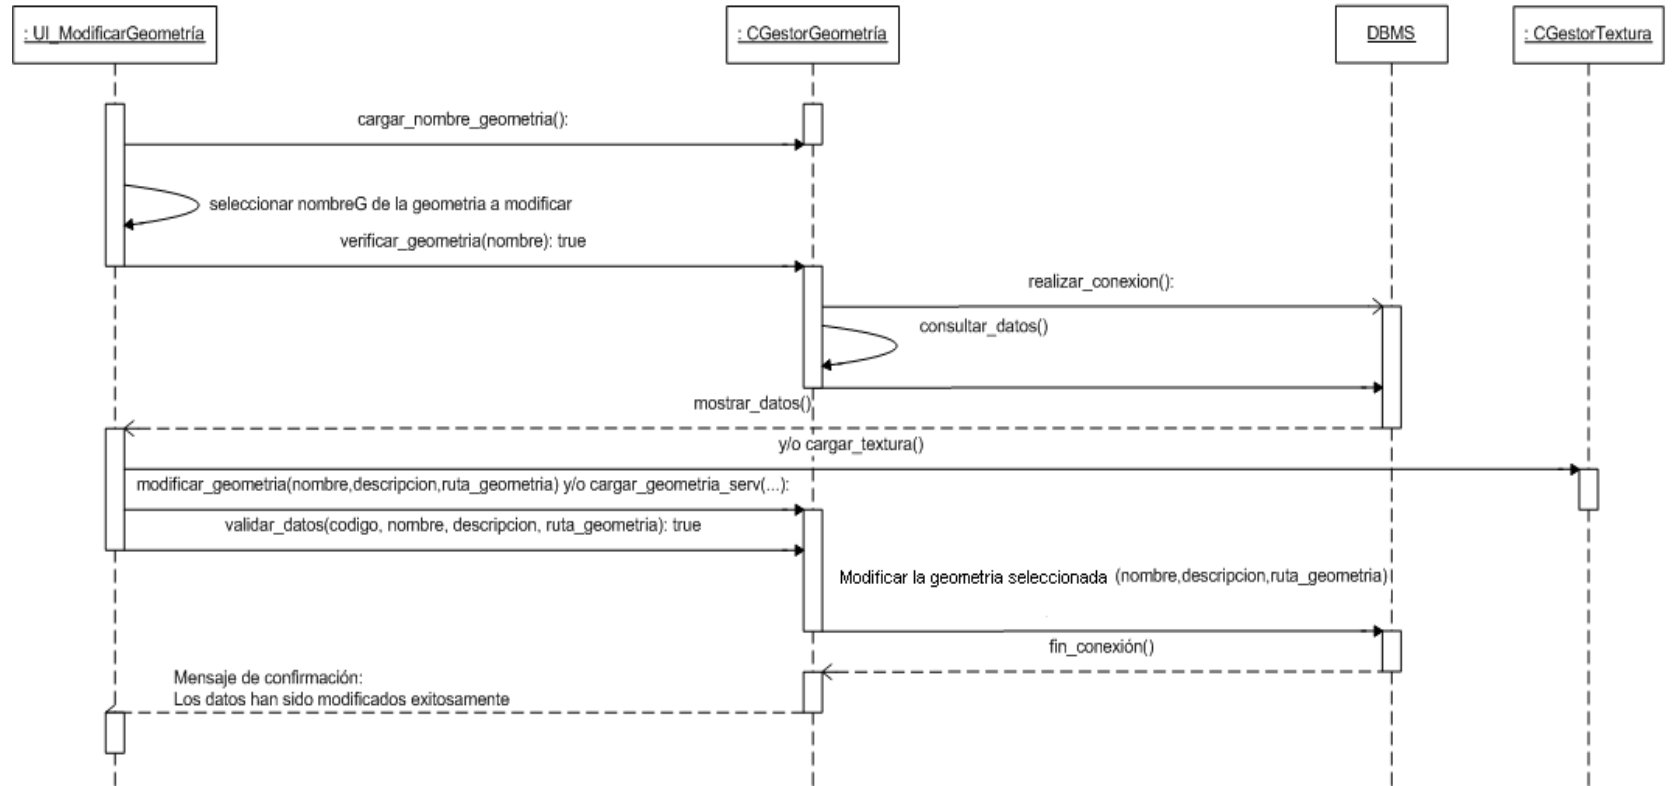 : UI_ModificarGeometría
: CGestorGeometría
DBMS
: CGestorTextura
cargar_nombre_geometria():
seleccionar nombreG de la geometria a modificar
verificar_geometria(nombre): true
realizar_conexion():
consultar_datos()
mostrar_datos()
y/o cargar_textura()
modificar_geometria(nombre,descripcion,ruta_geometria) y/o cargar_geometria_serv(...):
validar_datos(codigo, nombre, descripcion, ruta_geometria): true
Modificar la geometria seleccionada (nombre,descripcion,ruta_geometria)
fin_conexión()
Mensaje de confirmación:
Los datos han sido modificados exitosamente